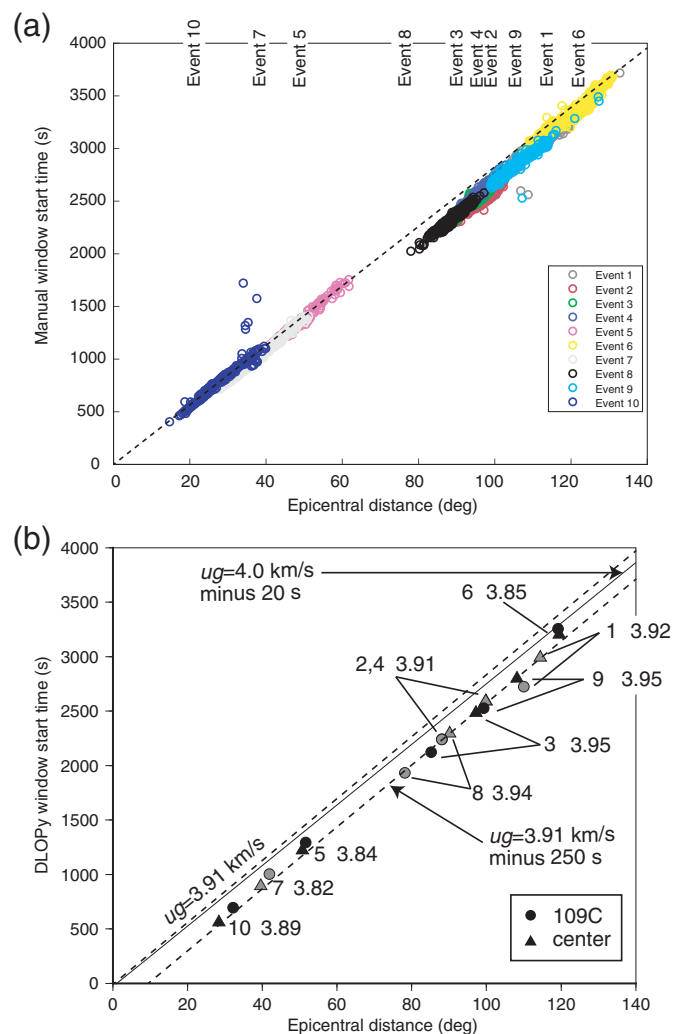 (a)
Event 10
Event 7
Event 5
Event 8
Event 3
Event 4
Event 2
Event 9
Event 1
Event 6
4000
3500
3000
2500
2000
1500
1000
500
0
Manual window start time (s)
Event 1
Event 2
Event 3
Event 4
Event 5
Event 6
Event 7
Event 8
Event 9
Event 10
0 20 40 60 80 100 120 140
Epicentral distance (deg)
(b)
4000
3500
3000
2500
2000
1500
1000
500
0
DLOPy window start time (s)
ug=4.0 km/s
minus 20 s
6 3.85
1 3.92
2,4 3.91
9 3.95
3 3.95
8 3.94
ug=3.91 km/s
minus 250 s
ug=3.91 km/s
5 3.84
7 3.82
10 3.89
109C
center
0 20 40 60 80 100 120 140
Epicentral distance (deg)